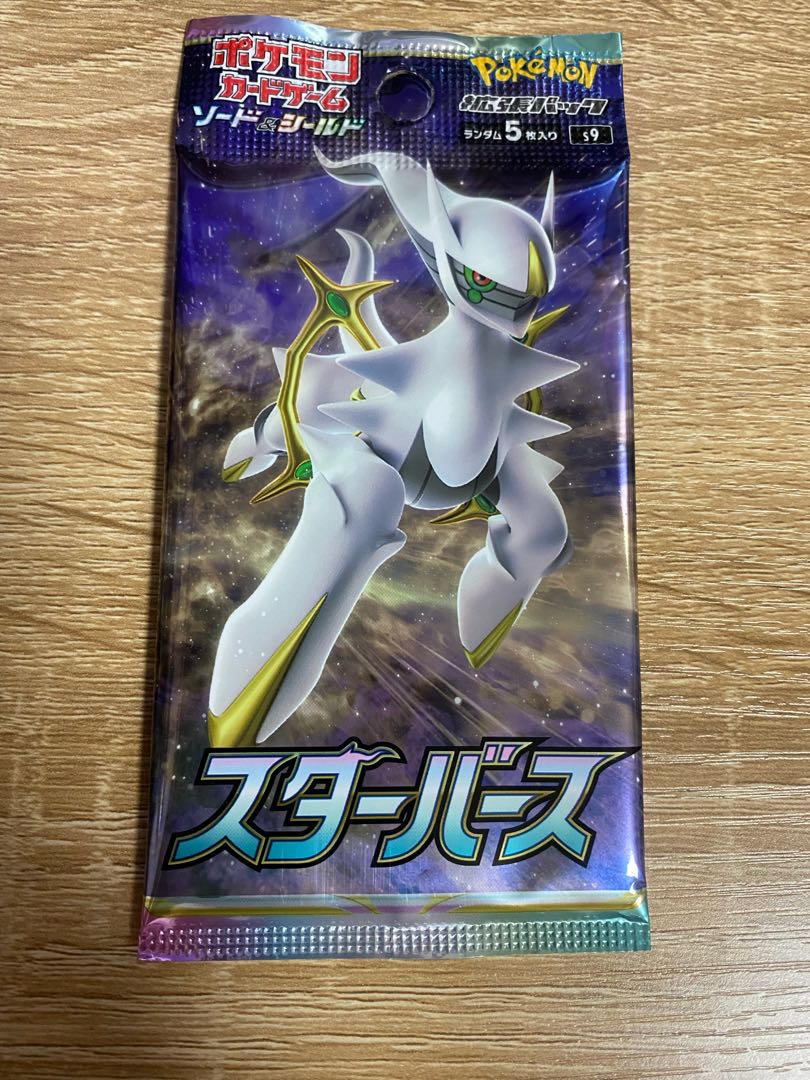 ポケモン
カードゲーム
ソード&シールド
Pokémon
拡張パック
ランダム5枚入り s9
スターバース